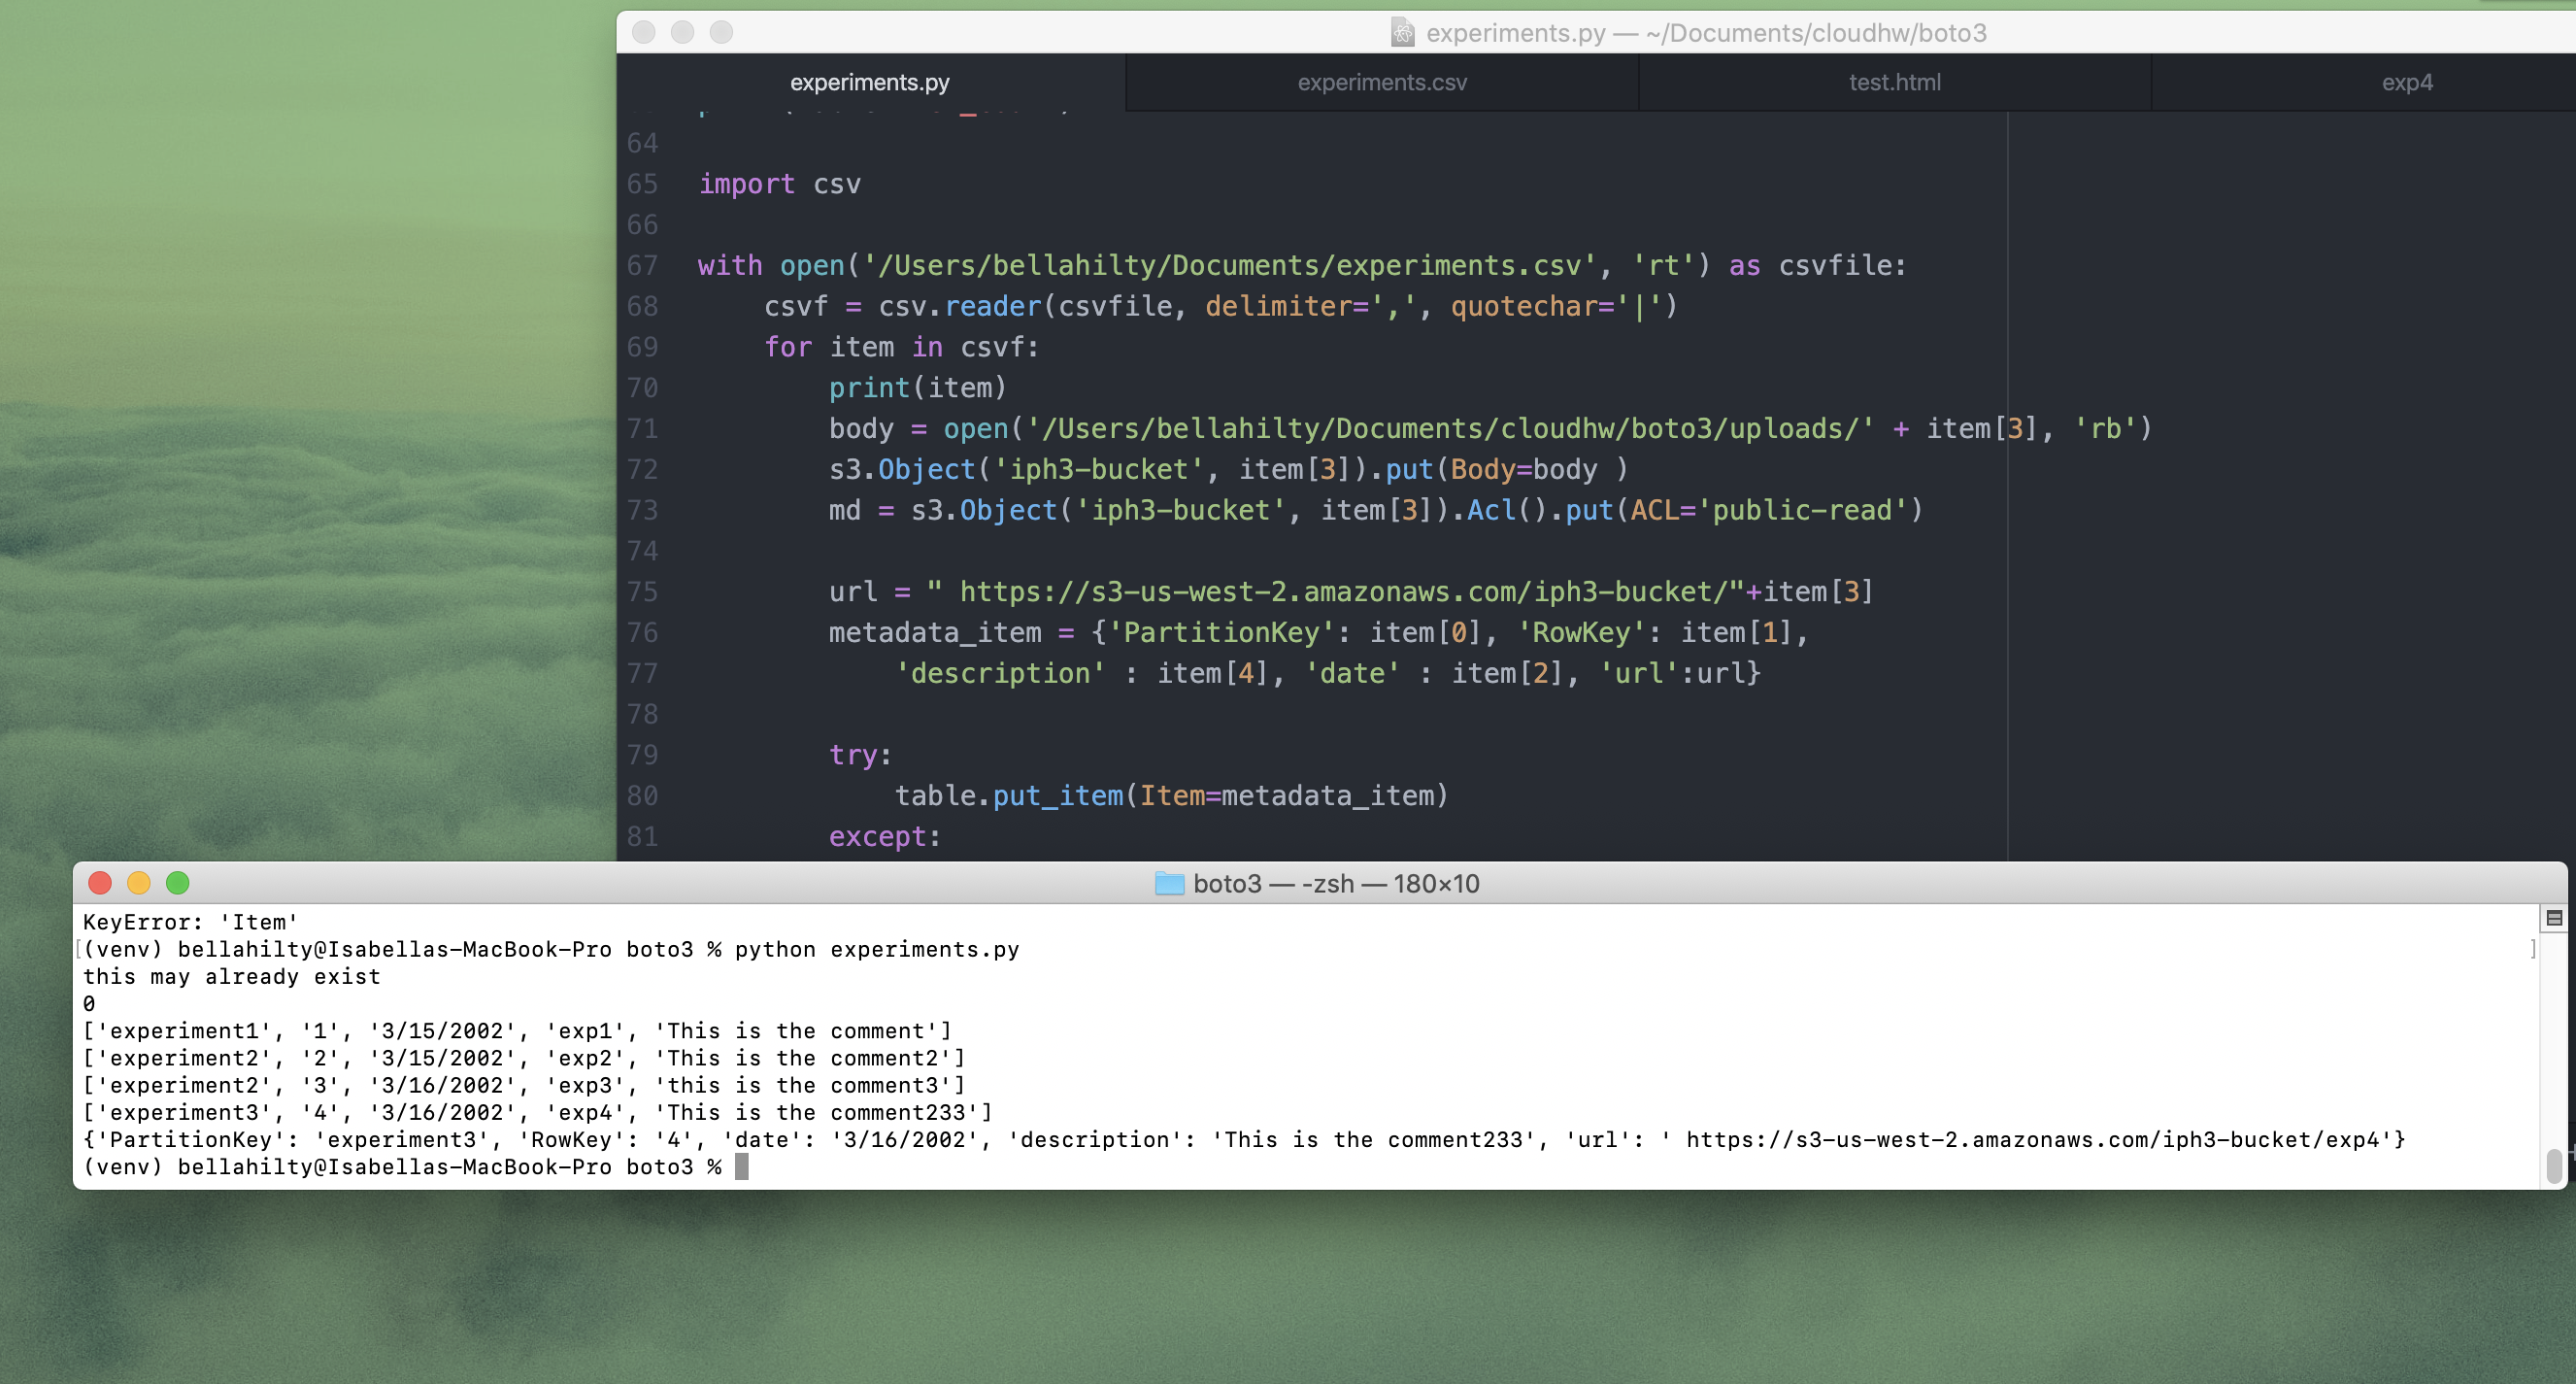 experiments.py — ~/Documents/cloudhw/boto3
experiments.py experiments.csv test.html exp4
64
65 import csv
66
67 with open('/Users/bellahilty/Documents/experiments.csv', 'rt') as csvfile:
68     csvf = csv.reader(csvfile, delimiter=',', quotechar='|')
69     for item in csvf:
70         print(item)
71         body = open('/Users/bellahilty/Documents/cloudhw/boto3/uploads/' + item[3], 'rb')
72         s3.Object('iph3-bucket', item[3]).put(Body=body )
73         md = s3.Object('iph3-bucket', item[3]).Acl().put(ACL='public-read')
74
75         url = " https://s3-us-west-2.amazonaws.com/iph3-bucket/"+item[3]
76         metadata_item = {'PartitionKey': item[0], 'RowKey': item[1],
77             'description' : item[4], 'date' : item[2], 'url':url}
78
79         try:
80             table.put_item(Item=metadata_item)
81         except:
boto3 — -zsh — 180×10
KeyError: 'Item'
[(venv) bellahilty@Isabellas-MacBook-Pro boto3 % python experiments.py ]
this may already exist
0
['experiment1', '1', '3/15/2002', 'exp1', 'This is the comment']
['experiment2', '2', '3/15/2002', 'exp2', 'This is the comment2']
['experiment2', '3', '3/16/2002', 'exp3', 'this is the comment3']
['experiment3', '4', '3/16/2002', 'exp4', 'This is the comment233']
{'PartitionKey': 'experiment3', 'RowKey': '4', 'date': '3/16/2002', 'description': 'This is the comment233', 'url': ' https://s3-us-west-2.amazonaws.com/iph3-bucket/exp4'}
(venv) bellahilty@Isabellas-MacBook-Pro boto3 %